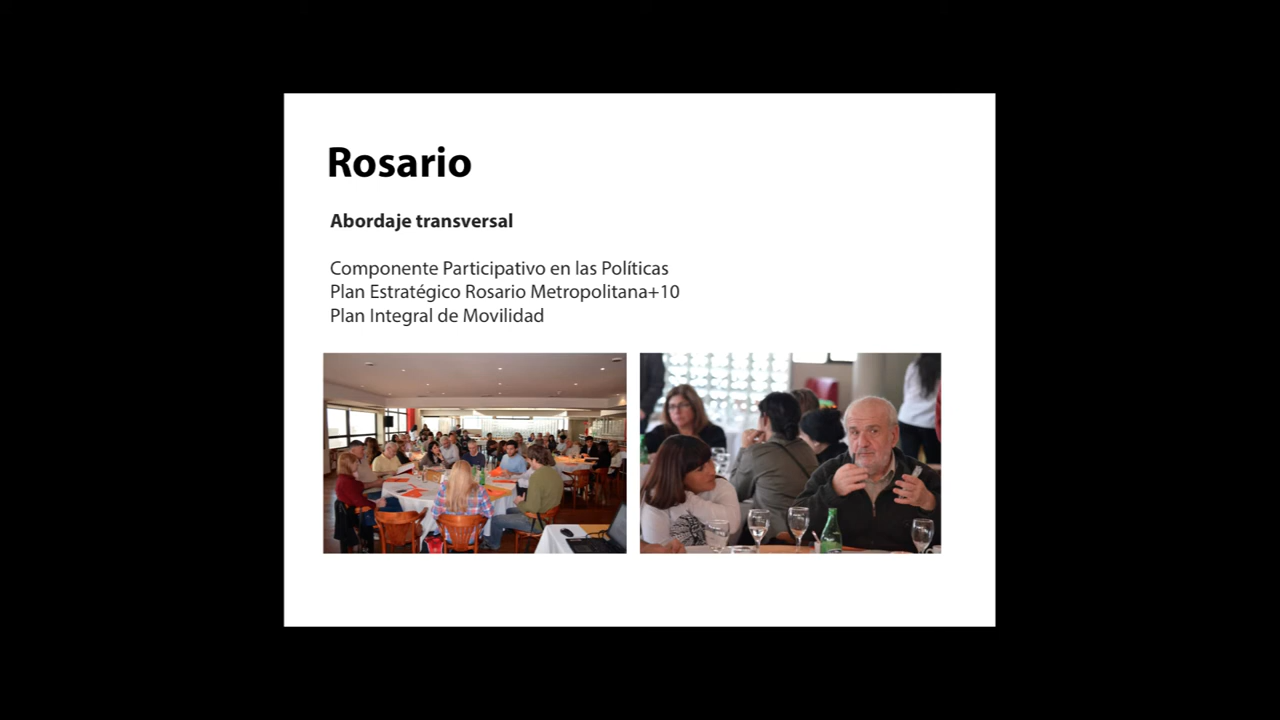 Rosario
Abordaje transversal
Componente Participativo en las Políticas
Plan Estratégico Rosario Metropolitana+10
Plan Integral de Movilidad